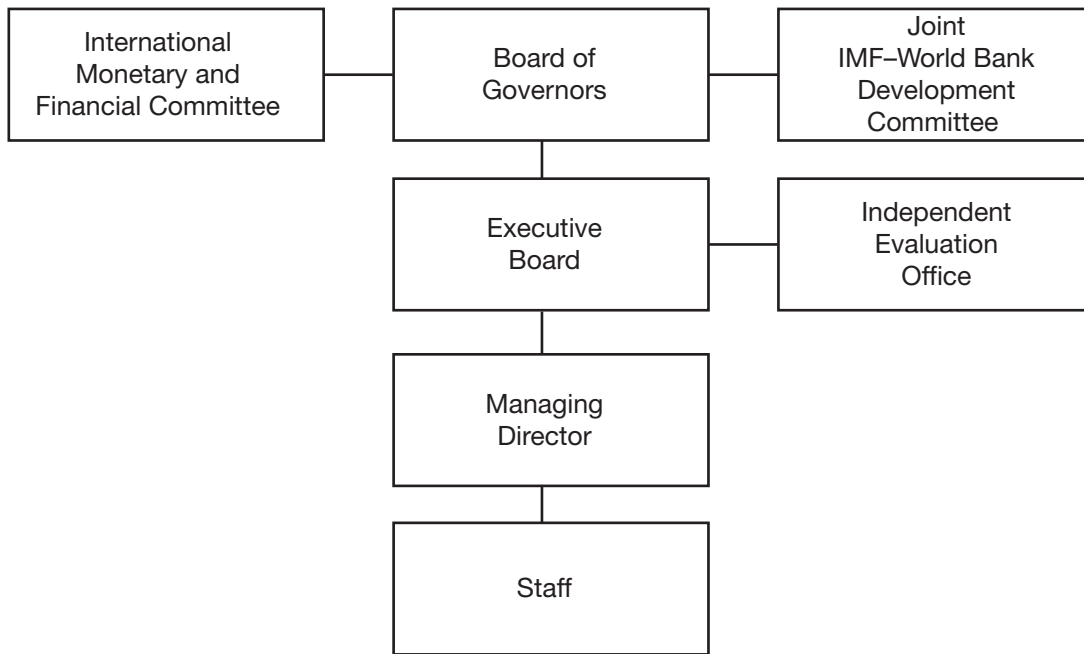 International
Monetary and
Financial Committee
Board of
Governors
Joint
IMF–World Bank
Development
Committee
Executive
Board
Independent
Evaluation
Office
Managing
Director
Staff